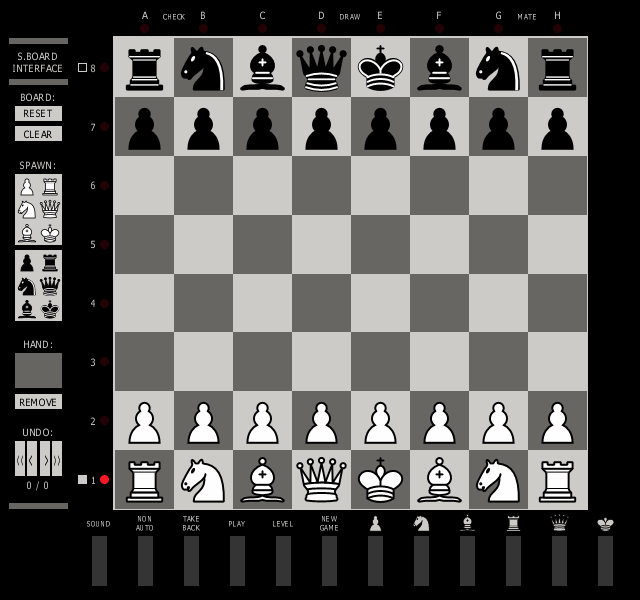 A CHECK B C D DRAW E F G MATE H
S.BOARD
INTERFACE
BOARD:
RESET
CLEAR
SPAWN:
HAND:
REMOVE
UNDO:
0 / 0
8
7
6
5
4
3
2
1
SOUND
NON
AUTO
TAKE
BACK
PLAY
LEVEL
NEW
GAME